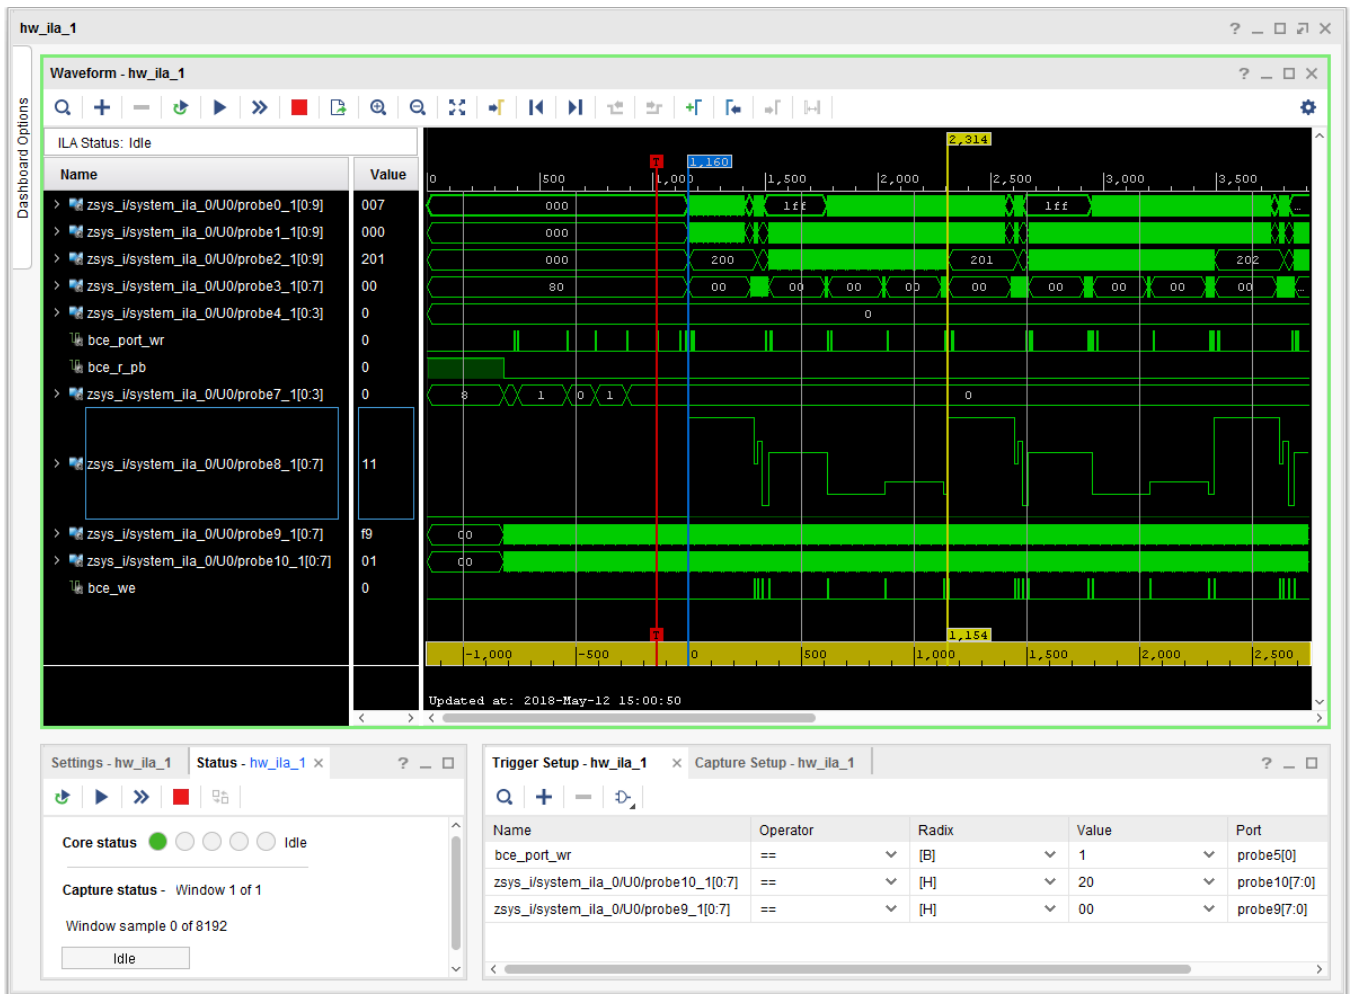 hw_ila_1
Dashboard Options
Waveform - hw_ila_1
ILA Status: Idle
2,314
1,160
Name Value
0 500 1,000 1,500 2,000 2,500 3,000 3,500
zsys_i/system_ila_0/U0/probe0_1[0:9] 007 000 1ff 1ff ...
zsys_i/system_ila_0/U0/probe1_1[0:9] 000 000
zsys_i/system_ila_0/U0/probe2_1[0:9] 201 000 200 201 202
zsys_i/system_ila_0/U0/probe3_1[0:7] 00 80 00 00 00 00 00 00 00 00 00 ...
zsys_i/system_ila_0/U0/probe4_1[0:3] 0 0
bce_port_wr 0
bce_r_pb 0
zsys_i/system_ila_0/U0/probe7_1[0:3] 0 8 1 0 1 0
zsys_i/system_ila_0/U0/probe8_1[0:7] 11
zsys_i/system_ila_0/U0/probe9_1[0:7] f9 00
zsys_i/system_ila_0/U0/probe10_1[0:7] 01 00
bce_we 0
1,154
-1,000 -500 0 500 1,000 1,500 2,000 2,500
Updated at: 2018-May-12 15:00:50
Settings - hw_ila_1 Status - hw_ila_1
Core status Idle
Capture status - Window 1 of 1
Window sample 0 of 8192
Idle
Trigger Setup - hw_ila_1 Capture Setup - hw_ila_1
Name Operator Radix Value Port
bce_port_wr == [B] 1 probe5[0]
zsys_i/system_ila_0/U0/probe10_1[0:7] == [H] 20 probe10[7:0]
zsys_i/system_ila_0/U0/probe9_1[0:7] == [H] 00 probe9[7:0]